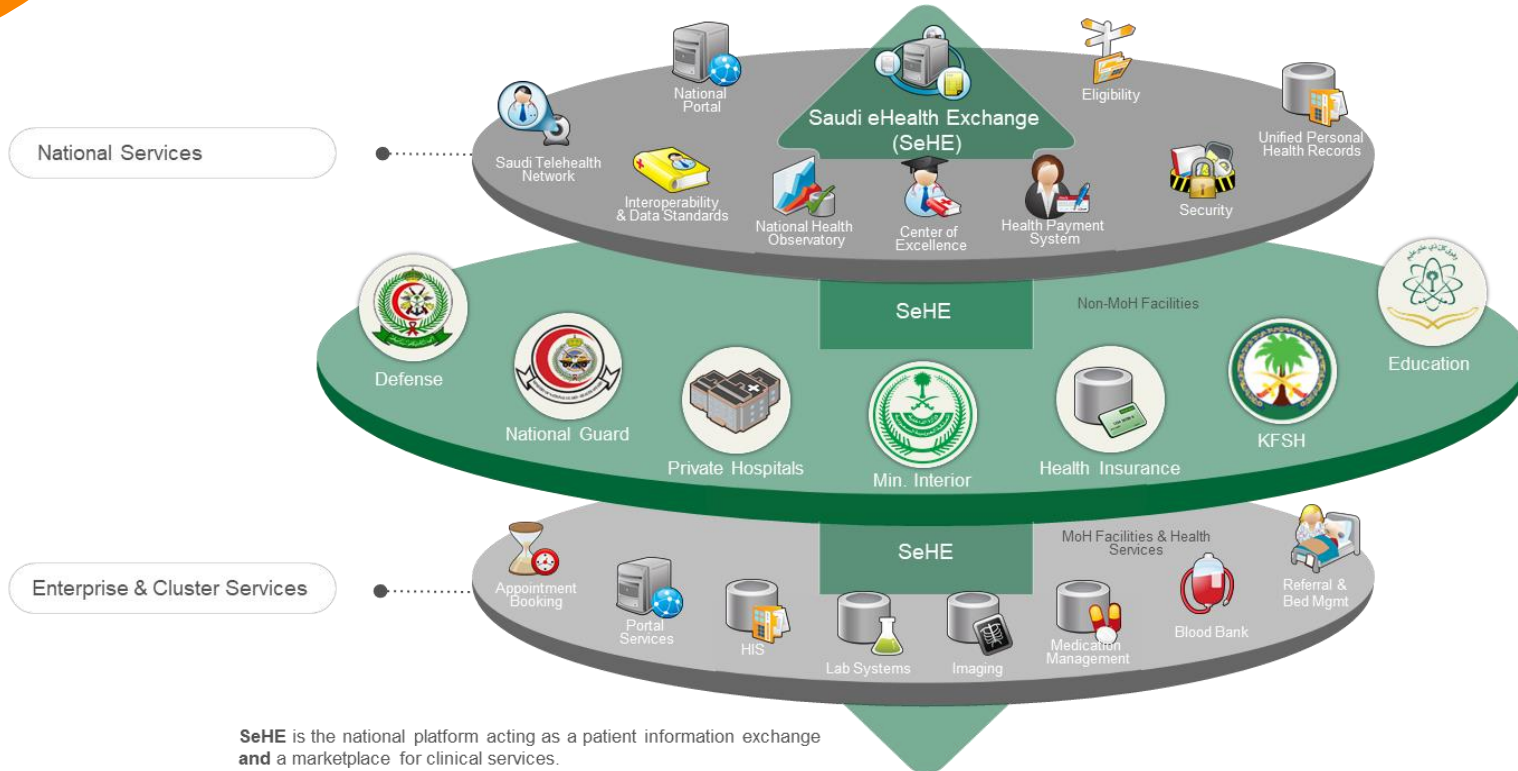 National
Portal
Eligibility
Saudi eHealth Exchange
(SeHE)
Unified Personal
Health Records
National Services
Saudi Telehealth
Network
Interoperability
& Data Standards
National Health
Observatory
Center of
Excellence
Health Payment
System
Security
SeHE
Non-MoH Facilities
Defense
National Guard
Private Hospitals
Min. Interior
Health Insurance
KFSH
Education
SeHE
MoH Facilities & Health
Services
Enterprise & Cluster Services
Appointment
Booking
Portal
Services
HIS
Lab Systems
Imaging
Medication
Management
Blood Bank
Referral &
Bed Mgmt
SeHE is the national platform acting as a patient information exchange
and a marketplace for clinical services.